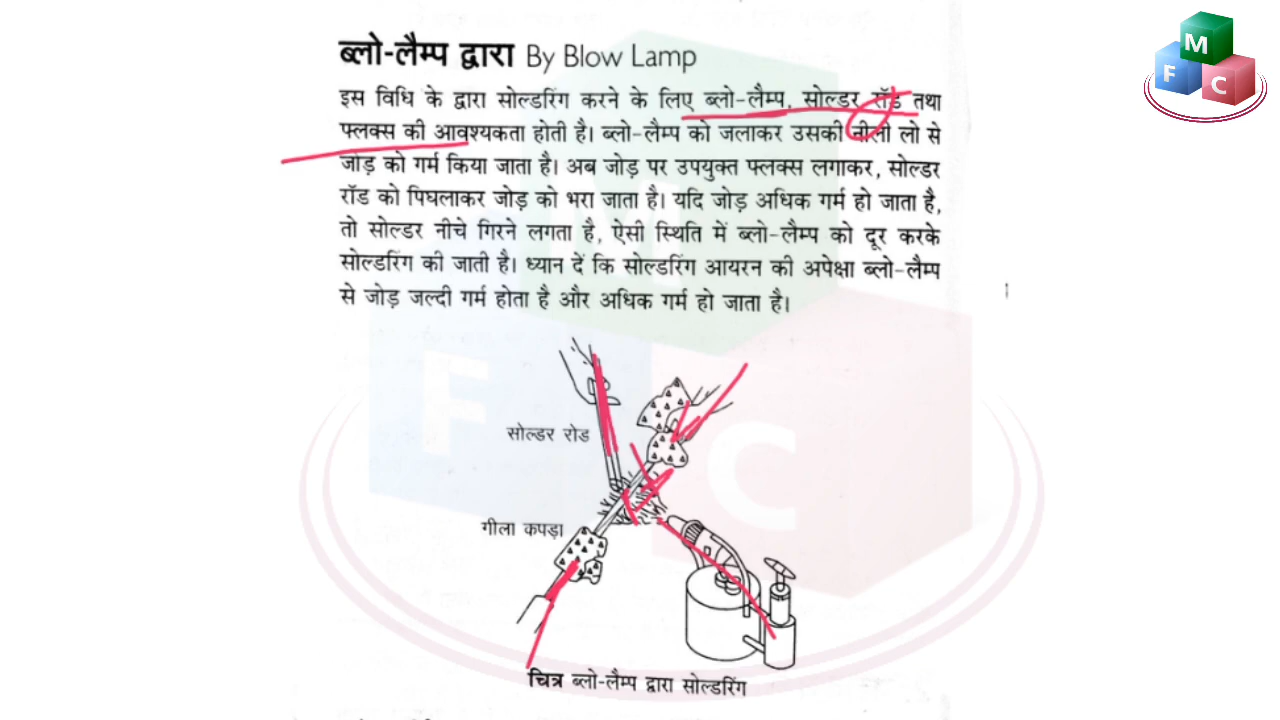 ब्लो-लैम्प द्वारा By Blow Lamp
इस विधि के द्वारा सोल्डरिंग करने के लिए ब्लो-लैम्प, सोल्डर रॉड तथा
फ्लक्स की आवश्यकता होती है। ब्लो-लैम्प को जलाकर उसकी नीली लो से
जोड़ को गर्म किया जाता है। अब जोड़ पर उपयुक्त फ्लक्स लगाकर, सोल्डर
रॉड को पिघलाकर जोड़ को भरा जाता है। यदि जोड़ अधिक गर्म हो जाता है,
तो सोल्डर नीचे गिरने लगता है, ऐसी स्थिति में ब्लो-लैम्प को दूर करके
सोल्डरिंग की जाती है। ध्यान दें कि सोल्डरिंग आयरन की अपेक्षा ब्लो-लैम्प
से जोड़ जल्दी गर्म होता है और अधिक गर्म हो जाता है।
सोल्डर रोड
गीला कपड़ा
चित्र ब्लो-लैम्प द्वारा सोल्डरिंग
M
F
C
M
F
C